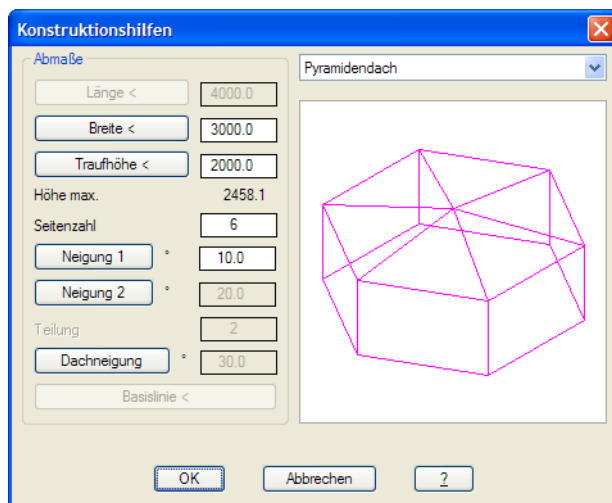 Konstruktionshilfen
Abmaße
Pyramidendach
Länge < 4000.0
Breite < 3000.0
Traufhöhe < 2000.0
Höhe max. 2458.1
Seitenzahl 6
Neigung 1 ° 10.0
Neigung 2 ° 20.0
Teilung 2
Dachneigung ° 30.0
Basislinie <
OK Abbrechen ?